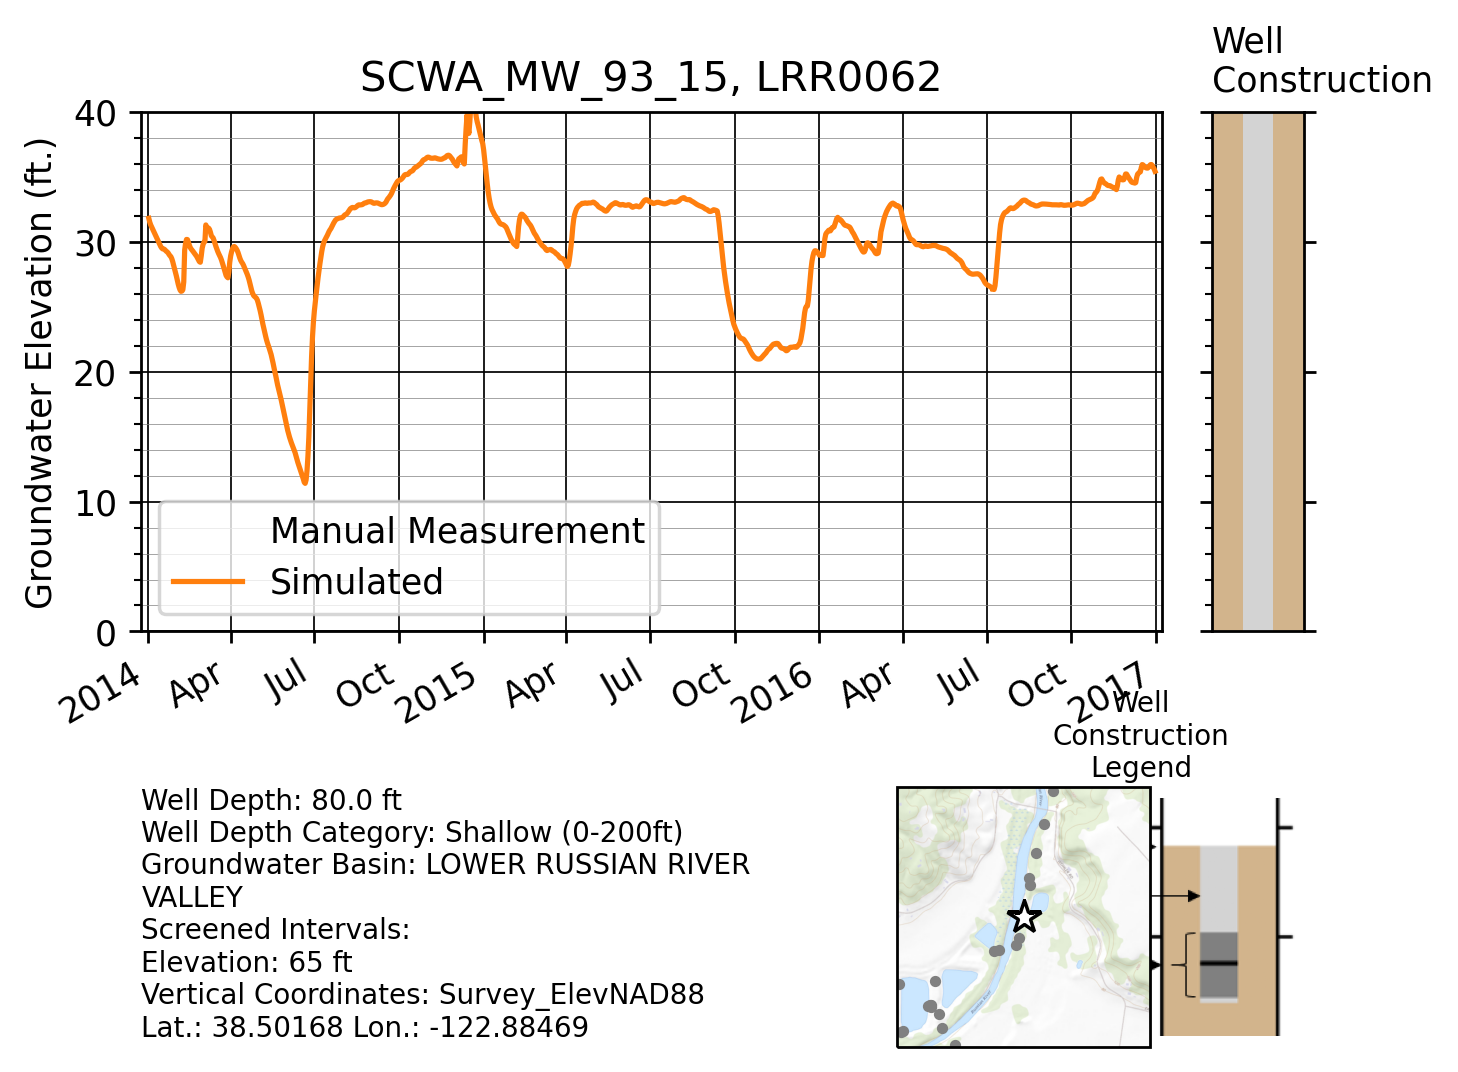 Well
Construction
SCWA_MW_93_15, LRR0062
Groundwater Elevation (ft.)
40
30
20
10
0
Manual Measurement
Simulated
2014
Apr
Jul
Oct
2015
Apr
Jul
Oct
2016
Apr
Jul
Oct
2017
Well
Construction
Legend
Well Depth: 80.0 ft
Well Depth Category: Shallow (0-200ft)
Groundwater Basin: LOWER RUSSIAN RIVER
VALLEY
Screened Intervals:
Elevation: 65 ft
Vertical Coordinates: Survey_ElevNAD88
Lat.: 38.50168 Lon.: -122.88469